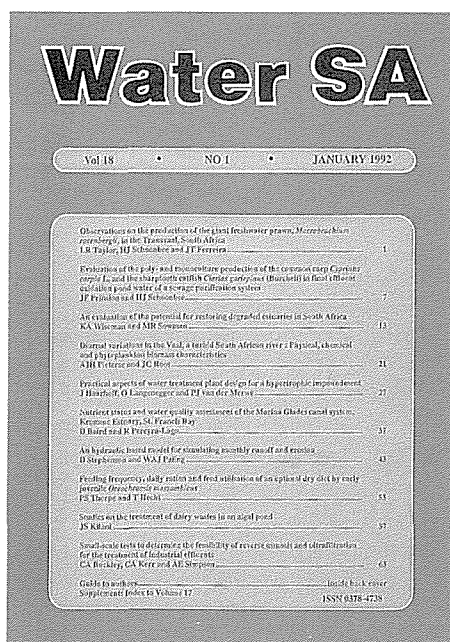 Water SA
Vol 18 • NO 1 • JANUARY 1992
Observations on the production of the giant freshwater prawn, Macrobrachium
rosenbergii, in the Transvaal, South Africa
LR Taylor, HJ Schoonbee and JT Ferreira 1
Evaluation of the poly- and monoculture production of the common carp Cyprinus
carpio L. and the sharptooth catfish Clarias gariepinus (Burchell) in final effluent
oxidation pond water of a sewage purification system
JF Prinsloo and HJ Schoonbee 7
An evaluation of the potential for restoring degraded estuaries in South Africa
KA Wiseman and MR Sowman 13
Diurnal variations in the Vaal, a turbid South African river: Physical, chemical
and phytoplankton biomass characteristics
AJH Pieterse and JC Roos 21
Practical aspects of water treatment plant design for a hypertrophic impoundment
J Haarhoff, O Langenegger and PJ van der Merwe 27
Nutrient status and water quality assessment of the Marina Glades canal system,
Kromme Estuary, St. Francis Bay
D Baird and R Pereyra-Lago 37
An hydraulic based model for simulating monthly runoff and erosion
D Stephenson and WAJ Paling 43
Feeding frequency, daily ration and feed utilisation of an optimal dry diet by early
juvenile Oreochromis mossambicus
PS Thorpe and T Hecht 53
Studies on the treatment of dairy wastes in an algal pond
JS Kilani 57
Small-scale tests to determine the feasibility of reverse osmosis and ultrafiltration
for the treatment of industrial effluents
CA Buckley, CA Kerr and AE Simpson 63
Guide to authors Inside back cover
Supplement: Index to Volume 17
ISSN 0378-4738